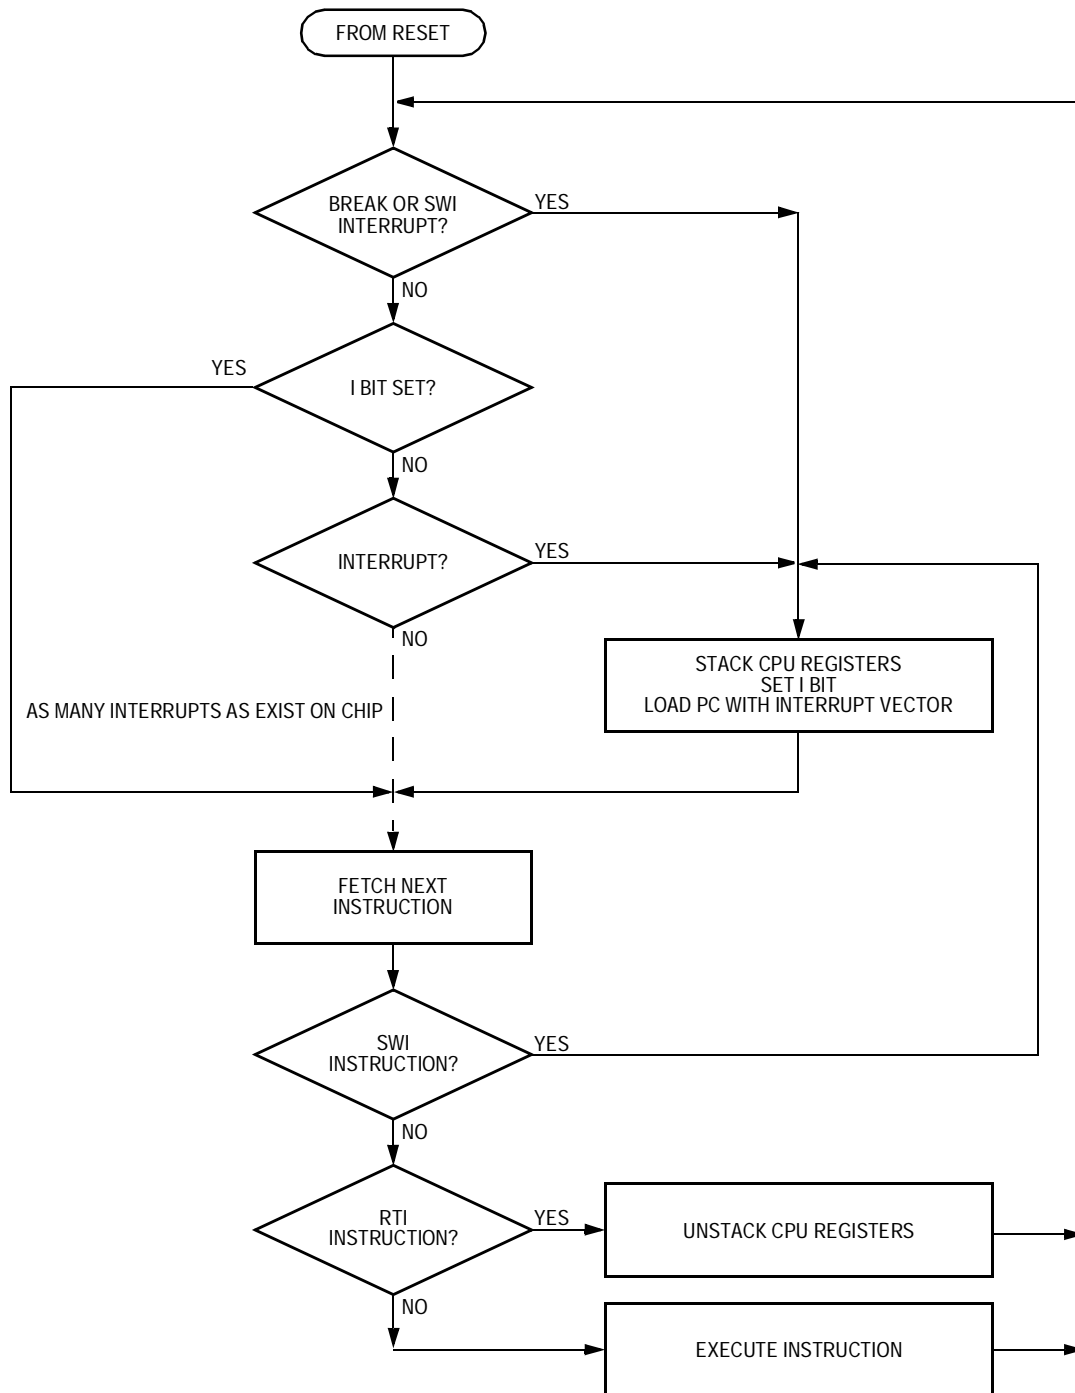 FROM RESET
BREAK OR SWI
INTERRUPT?
YES
NO
YES
I BIT SET?
NO
INTERRUPT?
YES
NO
STACK CPU REGISTERS
SET I BIT
LOAD PC WITH INTERRUPT VECTOR
AS MANY INTERRUPTS AS EXIST ON CHIP
FETCH NEXT
INSTRUCTION
SWI
INSTRUCTION?
YES
NO
RTI
INSTRUCTION?
YES
UNSTACK CPU REGISTERS
NO
EXECUTE INSTRUCTION